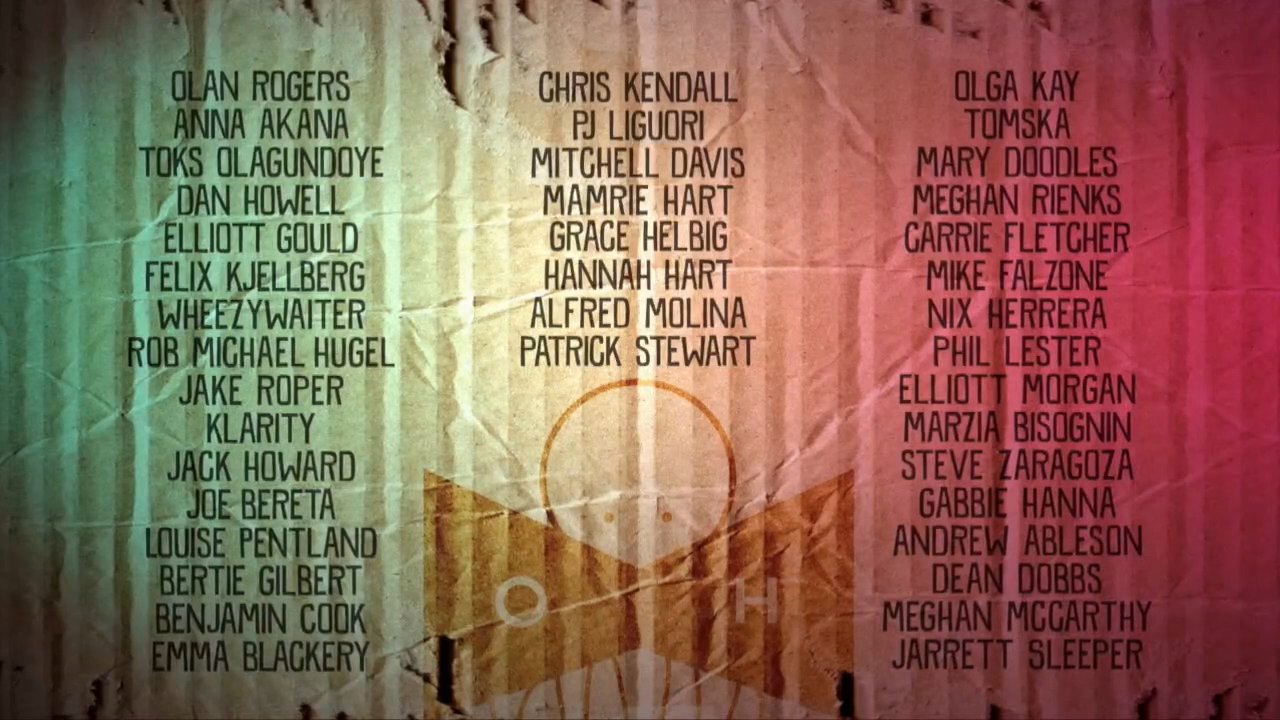 OLAN ROGERS
ANNA AKANA
TOKS OLAGUNDOYE
DAN HOWELL
ELLIOTT GOULD
FELIX KJELLBERG
WHEEZYWAITER
ROB MICHAEL HUGEL
JAKE ROPER
KLARITY
JACK HOWARD
JOE BERETA
LOUISE PENTLAND
BERTIE GILBERT
BENJAMIN COOK
EMMA BLACKERY
CHRIS KENDALL
PJ LIGUORI
MITCHELL DAVIS
MAMRIE HART
GRACE HELBIG
HANNAH HART
ALFRED MOLINA
PATRICK STEWART
O H
OLGA KAY
TOMSKA
MARY DOODLES
MEGHAN RIENKS
CARRIE FLETCHER
MIKE FALZONE
NIX HERRERA
PHIL LESTER
ELLIOTT MORGAN
MARZIA BISOGNIN
STEVE ZARAGOZA
GABBIE HANNA
ANDREW ABLESON
DEAN DOBBS
MEGHAN MCCARTHY
JARRETT SLEEPER